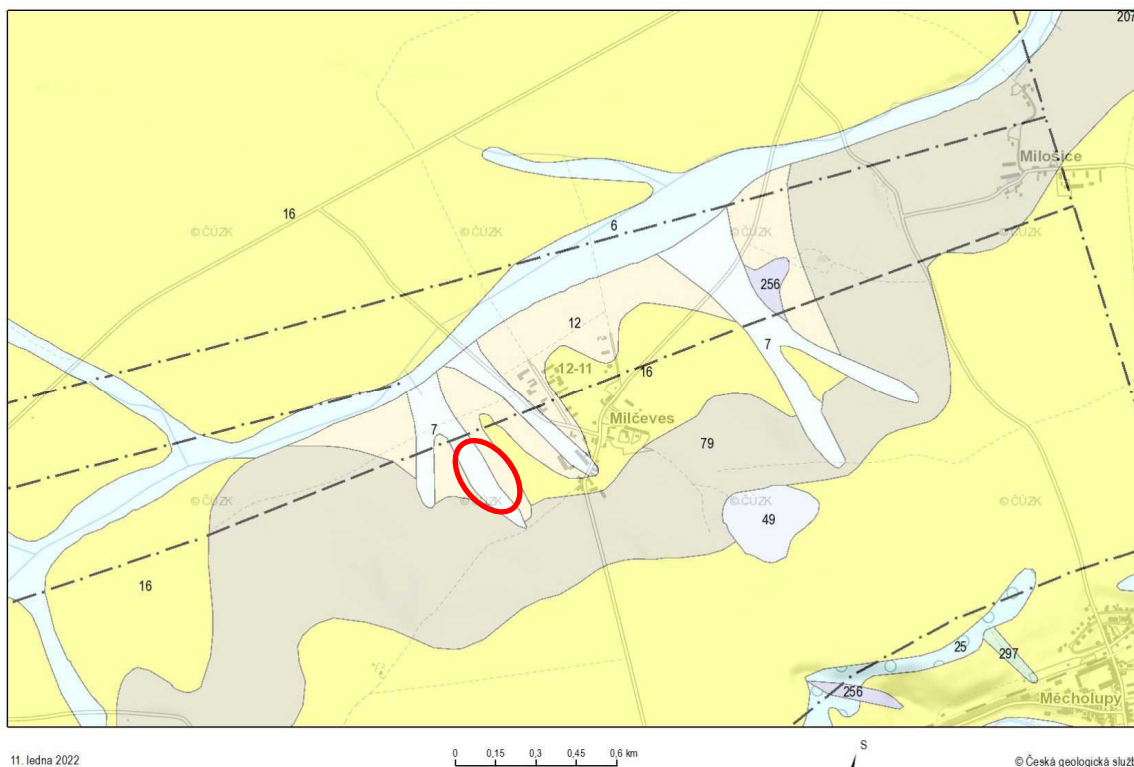 207
Milošice
16
© ČÚZK
© ČÚZK
6
© ČÚZK
© ČÚZK
256
12
7
12-11
16
Milčeves
7
79
© ČÚZK
© ČÚZK
© ČÚZK
49
16
25
297
256
Měcholupy
11. ledna 2022
0 0,15 0,3 0,45 0,6 km
S
© Česká geologická služb